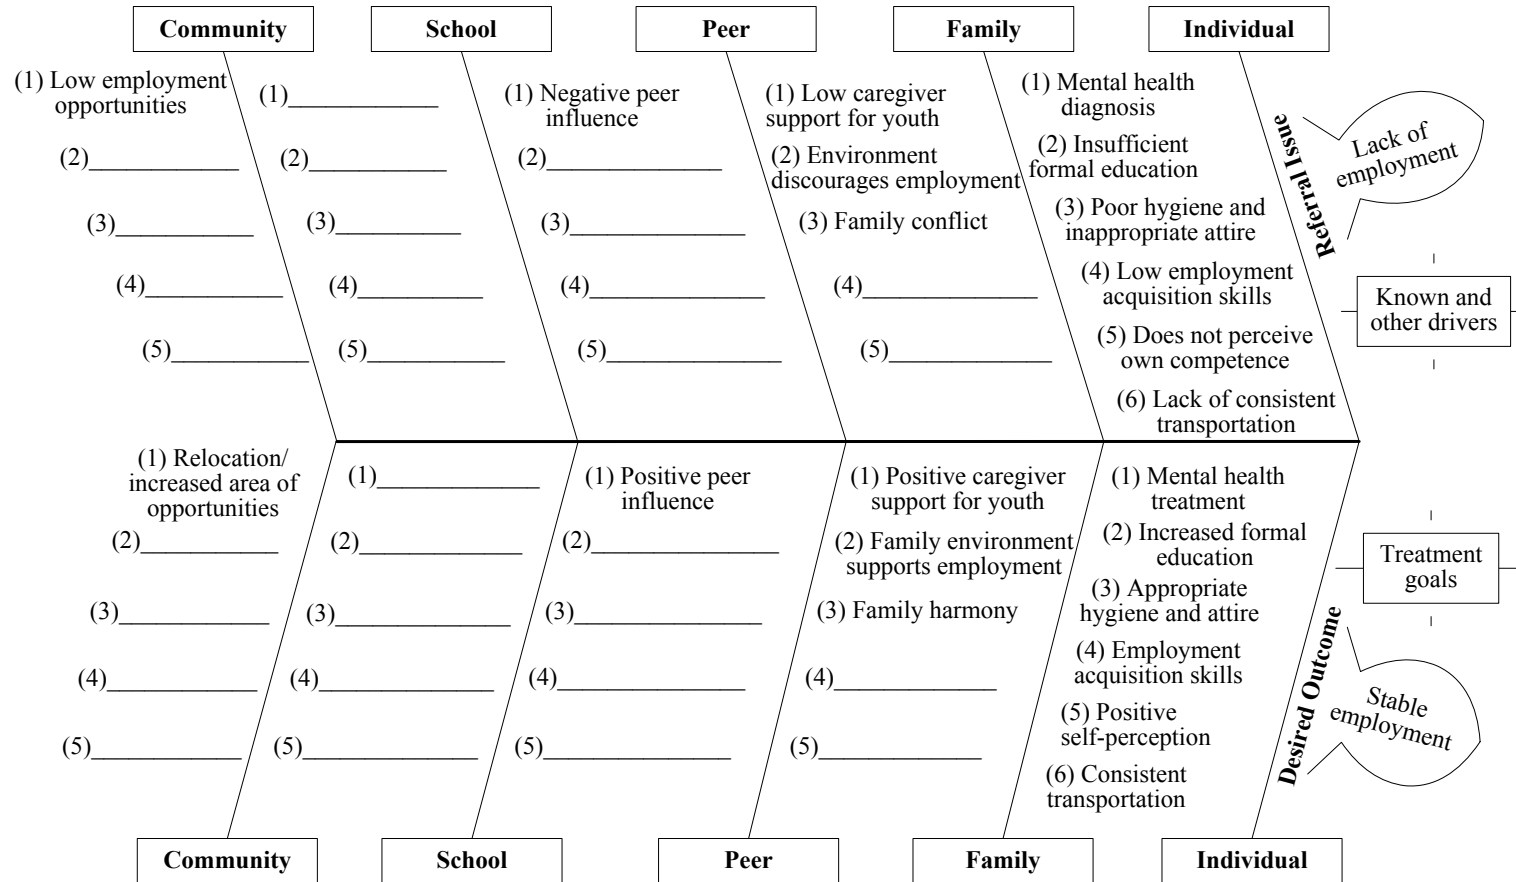 Community
School
Peer
Family
Individual
(1) Low employment
opportunities
(2)___________
(3)___________
(4)___________
(5)___________
(1)____________
(2)___________
(3)____________
(4)__________
(5)___________
(1) Negative peer
influence
(2)______________
(3)______________
(4)______________
(5)______________
(1) Low caregiver
support for youth
(2) Environment
discourages employment
(3) Family conflict
(4)______________
(5)_____________
(1) Mental health
diagnosis
(2) Insufficient
formal education
(3) Poor hygiene and
inappropriate attire
(4) Low employment
acquisition skills
(5) Does not perceive
own competence
(6) Lack of consistent
transportation
Referral Issue
Lack of
employment
Known and
other drivers
(1) Relocation/
increased area of
opportunities
(2)___________
(3)____________
(4)____________
(5)____________
(1)_____________
(2)_____________
(3)______________
(4)______________
(5)______________
(1) Positive peer
influence
(2)_______________
(3)_______________
(4)_______________
(5)_______________
(1) Positive caregiver
support for youth
(2) Family environment
supports employment
(3) Family harmony
(4)_____________
(5)_____________
(1) Mental health
treatment
(2) Increased formal
education
(3) Appropriate
hygiene and attire
(4) Employment
acquisition skills
(5) Positive
self-perception
(6) Consistent
transportation
Desired Outcome
Treatment
goals
Stable
employment
Community
School
Peer
Family
Individual